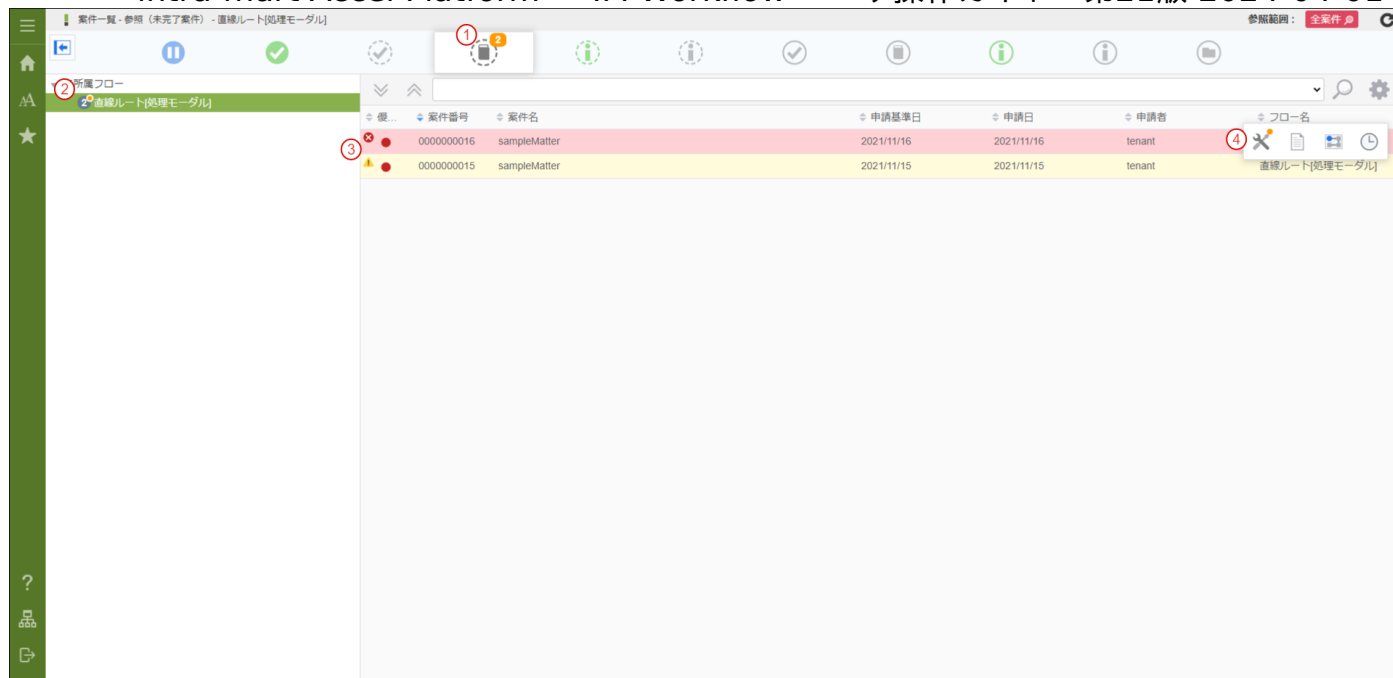 案件一覧 - 参照（未完了案件） - 直線ルート[処理モーダル]
参照範囲： 全案件
① 2
② 所属フロー
2 直線ルート[処理モーダル]
優... 案件番号 案件名 申請基準日 申請日 申請者 フロー名
③ 0000000016 sampleMatter 2021/11/16 2021/11/16 tenant ④
0000000015 sampleMatter 2021/11/15 2021/11/15 tenant 直線ルート[処理モーダル]